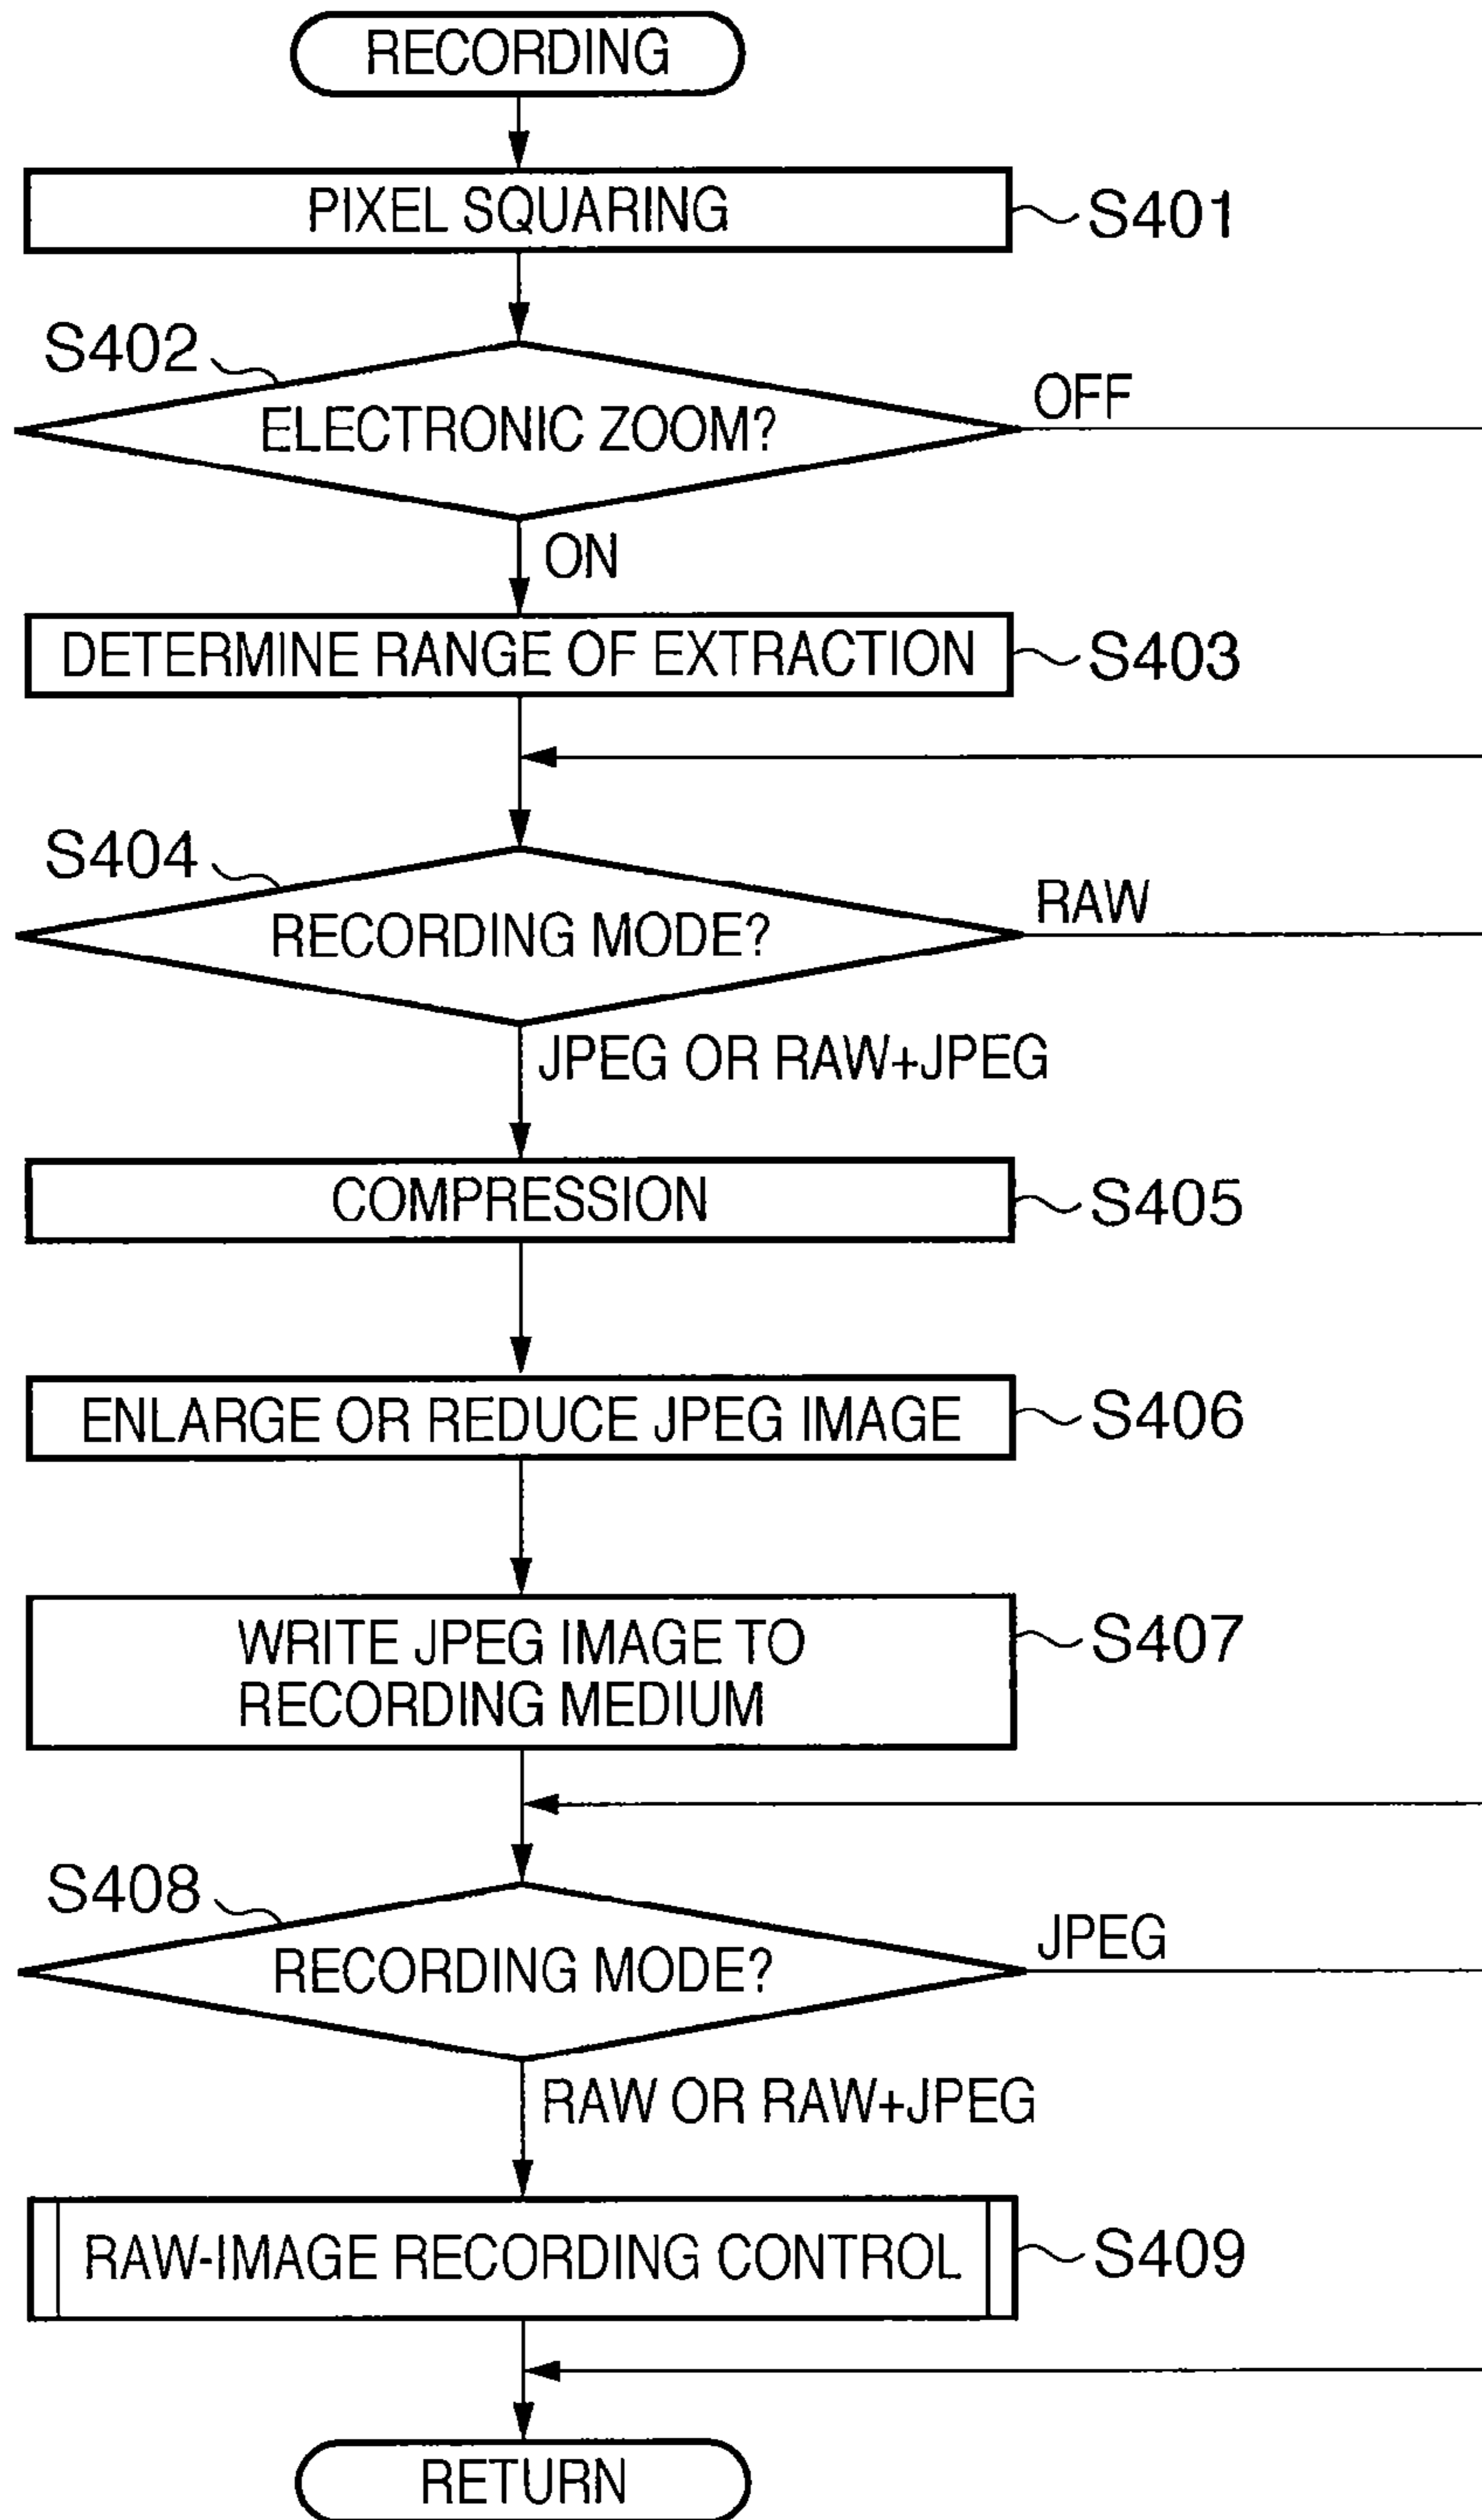 RECORDING
PIXEL SQUARING
S401
S402
ELECTRONIC ZOOM?
OFF
ON
DETERMINE RANGE OF EXTRACTION
S403
S404
RECORDING MODE?
RAW
JPEG OR RAW+JPEG
COMPRESSION
S405
ENLARGE OR REDUCE JPEG IMAGE
S406
WRITE JPEG IMAGE TO
RECORDING MEDIUM
S407
S408
RECORDING MODE?
JPEG
RAW OR RAW+JPEG
RAW-IMAGE RECORDING CONTROL
S409
RETURN